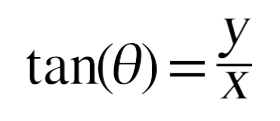 tan(θ) = y/x